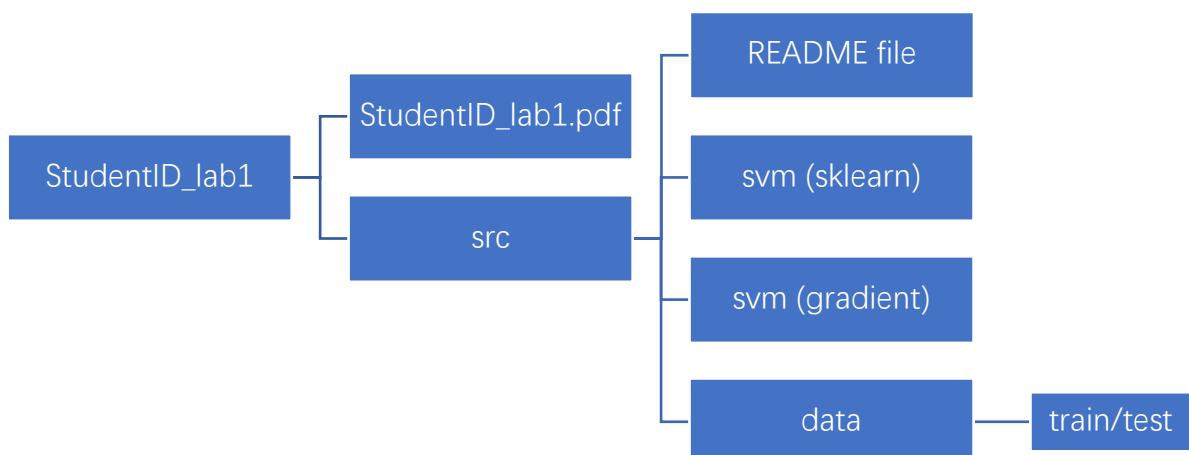 StudentID_lab1
StudentID_lab1.pdf
src
README file
svm (sklearn)
svm (gradient)
data
train/test